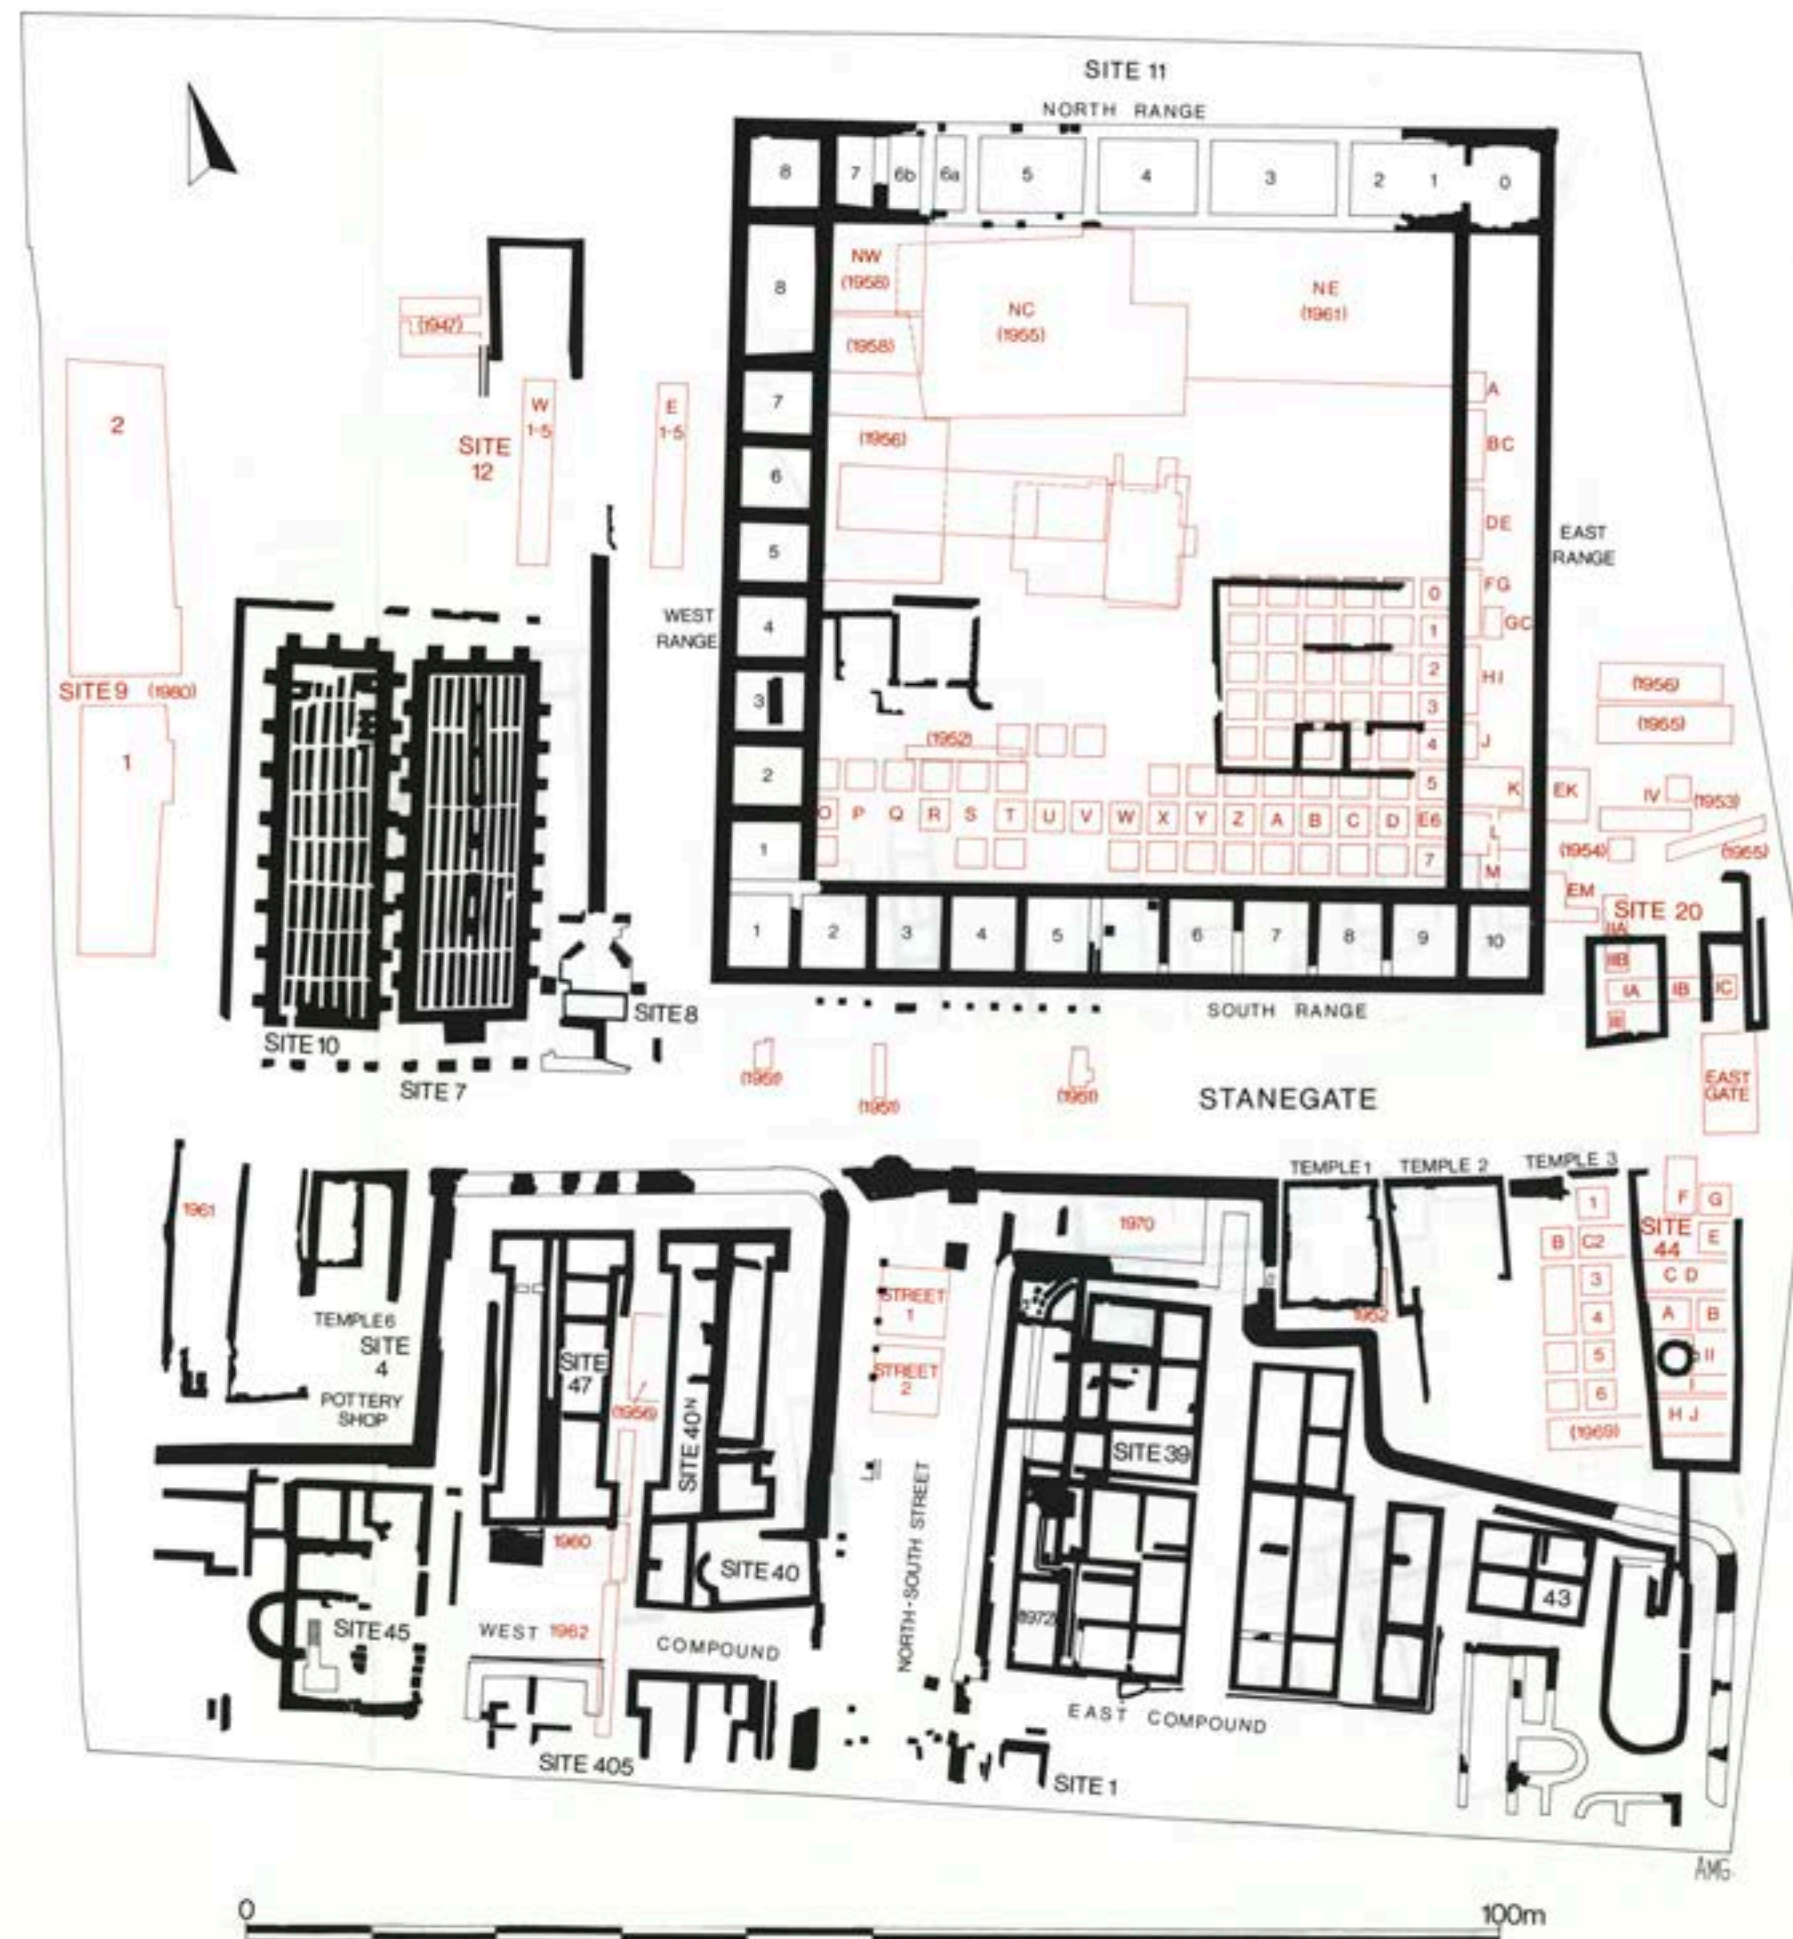 SITE 11
NORTH RANGE
8
7
6b
6a
5
4
3
2
1
0
8
NW
(1958)
NC
(1955)
NE
(1961)
(1947)
(1958)
7
A
W
1-5
E
1-5
2
SITE
12
(1956)
BC
6
DE
5
EAST
RANGE
FG
0
GC
WEST
RANGE
4
1
2
HI
SITE 9 (1980)
3
3
(1956)
(1955)
(1952)
4
J
1
2
5
K
EK
IV
(1953)
O
P
Q
R
S
T
U
V
W
X
Y
Z
A
B
C
D
E6
L
1
7
M
(1954)
(1955)
EM
SITE 20
IIA
1
2
3
4
5
6
7
8
9
10
IIB
IA
IB
IC
III
SITE 8
SOUTH RANGE
SITE 10
SITE 7
(1951)
(1951)
(1951)
STANEGATE
EAST
GATE
TEMPLE 1
TEMPLE 2
TEMPLE 3
1961
1970
1
F
G
SITE
44
E
B
C2
C D
3
STREET
1
TEMPLE 6
SITE
4
1952
4
A
B
SITE
47
STREET
2
5
II
I
6
POTTERY
SHOP
(1956)
H J
(1969)
SITE 40N
SITE 39
NORTH-SOUTH STREET
1960
SITE 40
43
SITE 45
WEST
1962
COMPOUND
(1972)
EAST COMPOUND
SITE 405
SITE 1
AMG
0
100m